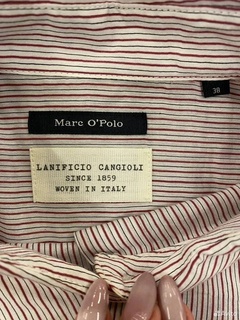 38
Marc O'Polo
LANIFICIO CANGIOLI
SINCE 1859
WOVEN IN ITALY